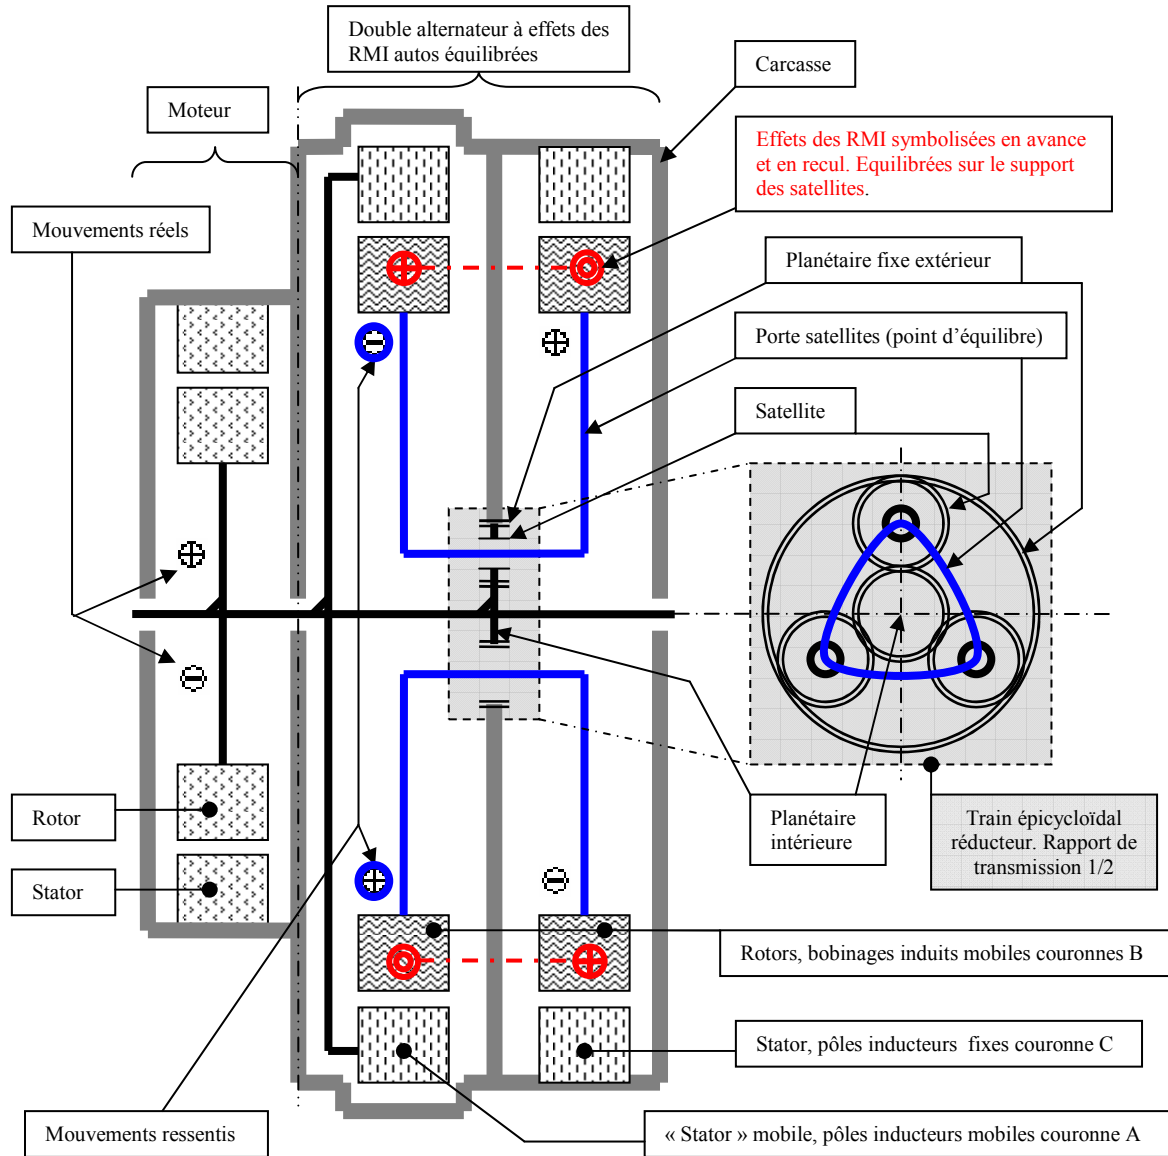 Double alternateur à effets des
RMI autos équilibrées
Carcasse
Moteur
Effets des RMI symbolisées en avance
et en recul. Equilibrées sur le support
des satellites.
Mouvements réels
Planétaire fixe extérieur
Porte satellites (point d’équilibre)
Satellite
Rotor
Stator
Planétaire
intérieure
Train épicycloïdal
réducteur. Rapport de
transmission 1/2
Rotors, bobinages induits mobiles couronnes B
Stator, pôles inducteurs fixes couronne C
Mouvements ressentis
« Stator » mobile, pôles inducteurs mobiles couronne A